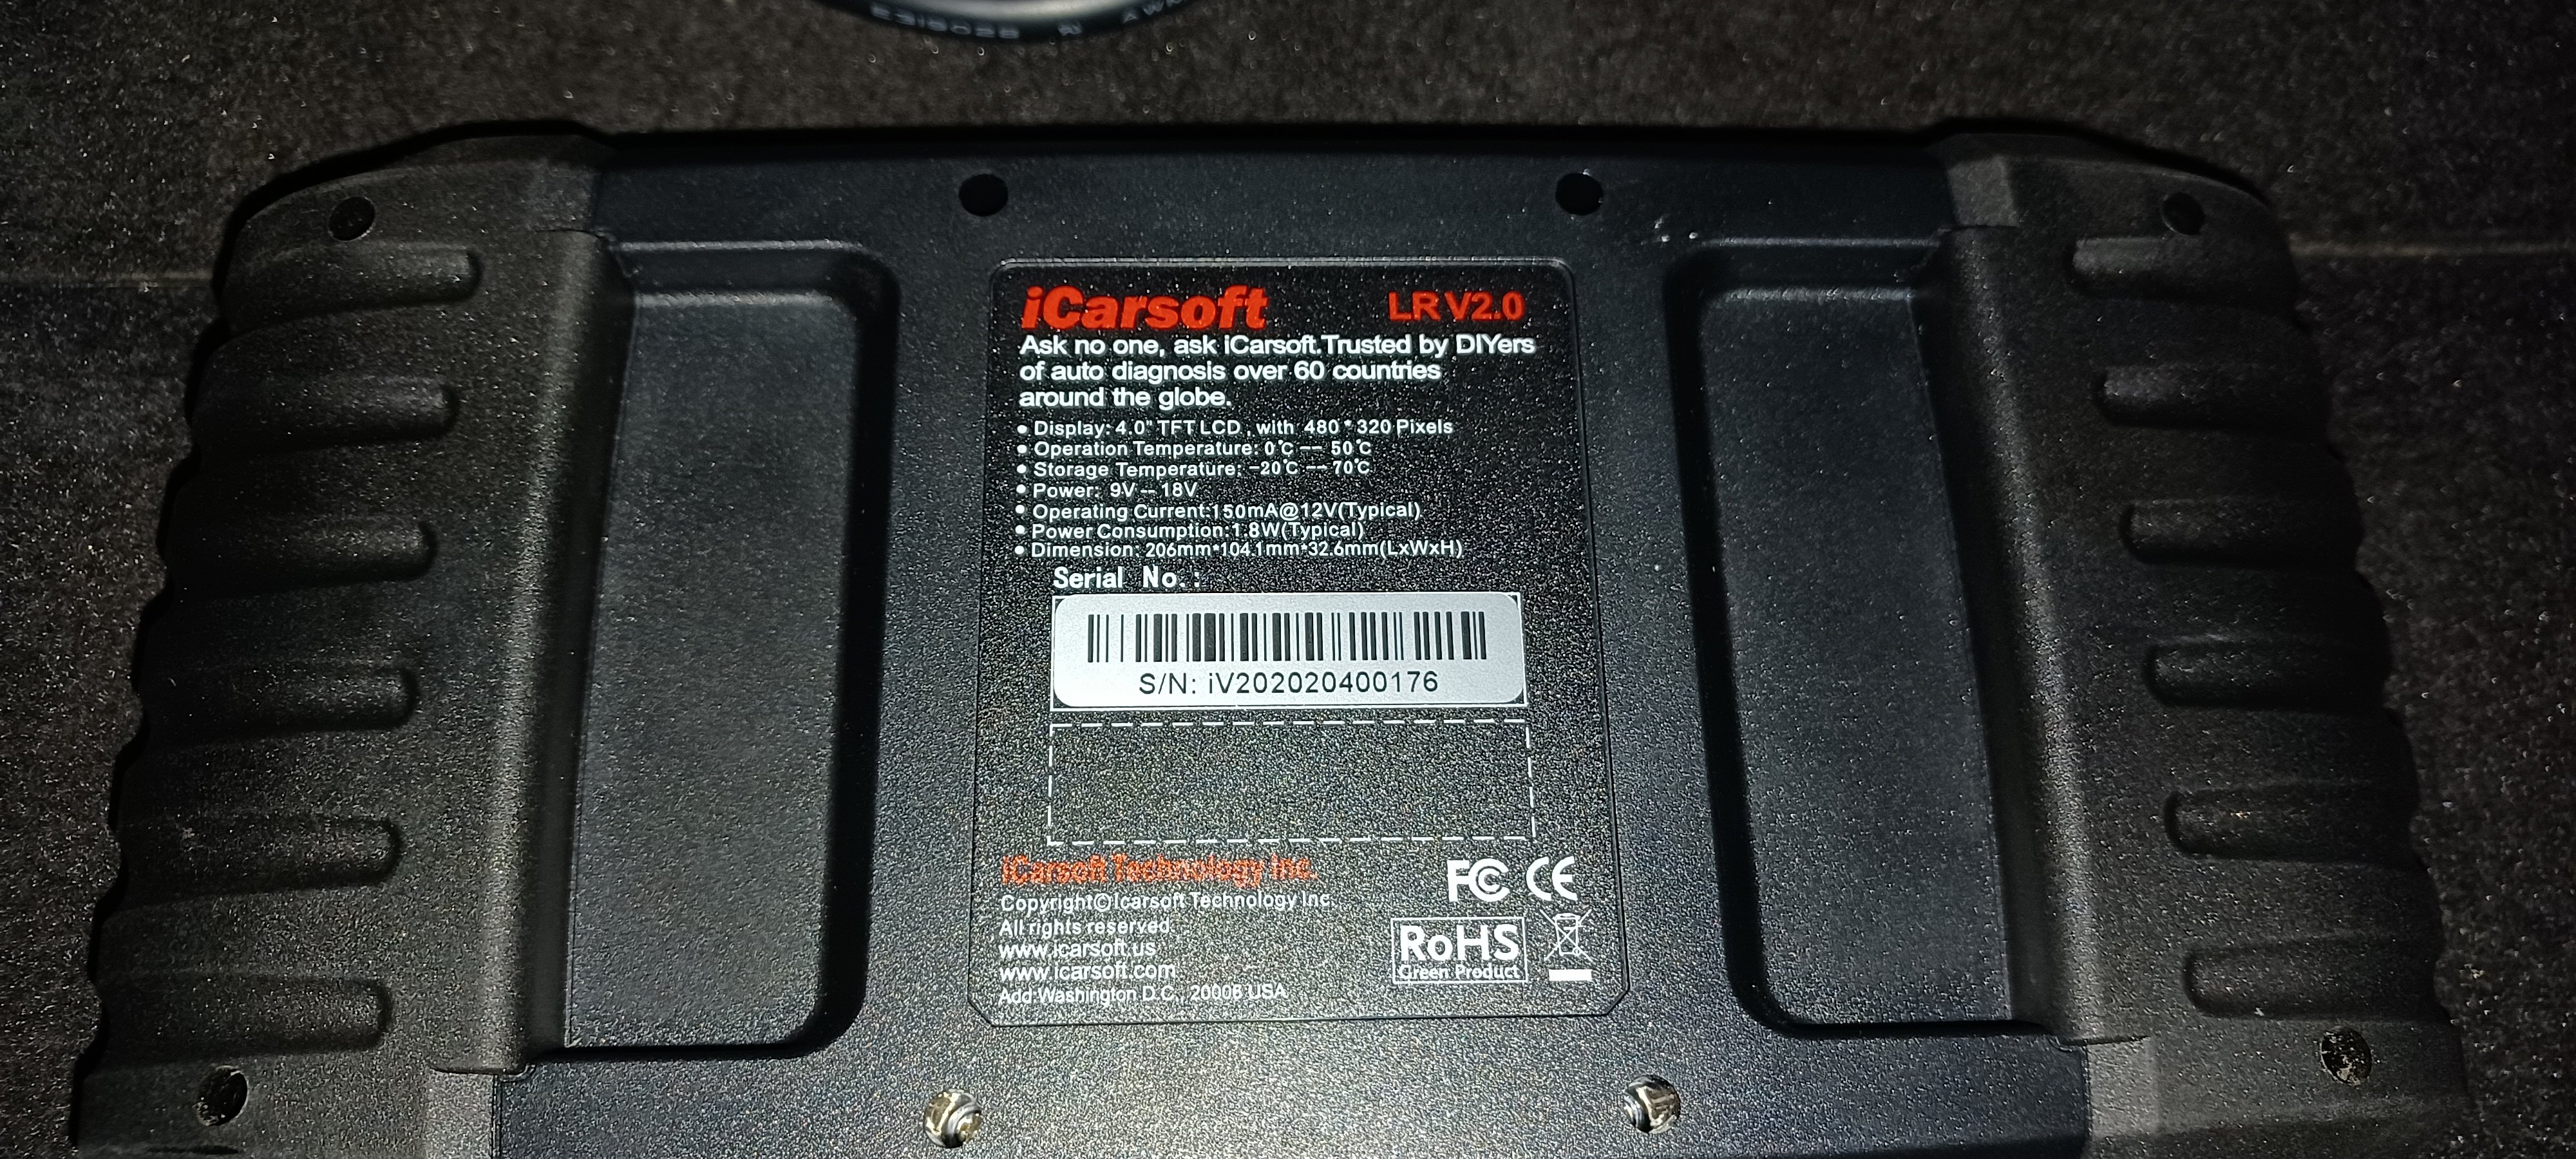 E318028 AWM
iCarsoft LR V2.0
Ask no one, ask iCarsoft.Trusted by DIYers
of auto diagnosis over 60 countries
around the globe.
• Display: 4.0" TFT LCD , with 480 * 320 Pixels
• Operation Temperature: 0℃ — 50℃
• Storage Temperature: -20℃ — 70℃
• Power: 9V -- 18V
• Operating Current:150mA@12V(Typical)
• Power Consumption:1.8W(Typical)
• Dimension: 206mm*104.1mm*32.6mm(LxWxH)
Serial No.:
S/N: iV202020400176
iCarsoft Technology Inc.
Copyright©Icarsoft Technology Inc.
All rights reserved.
www.icarsoft.us
www.icarsoft.com
Add:Washington D.C., 20006 USA
FC CE
RoHS
Green Product